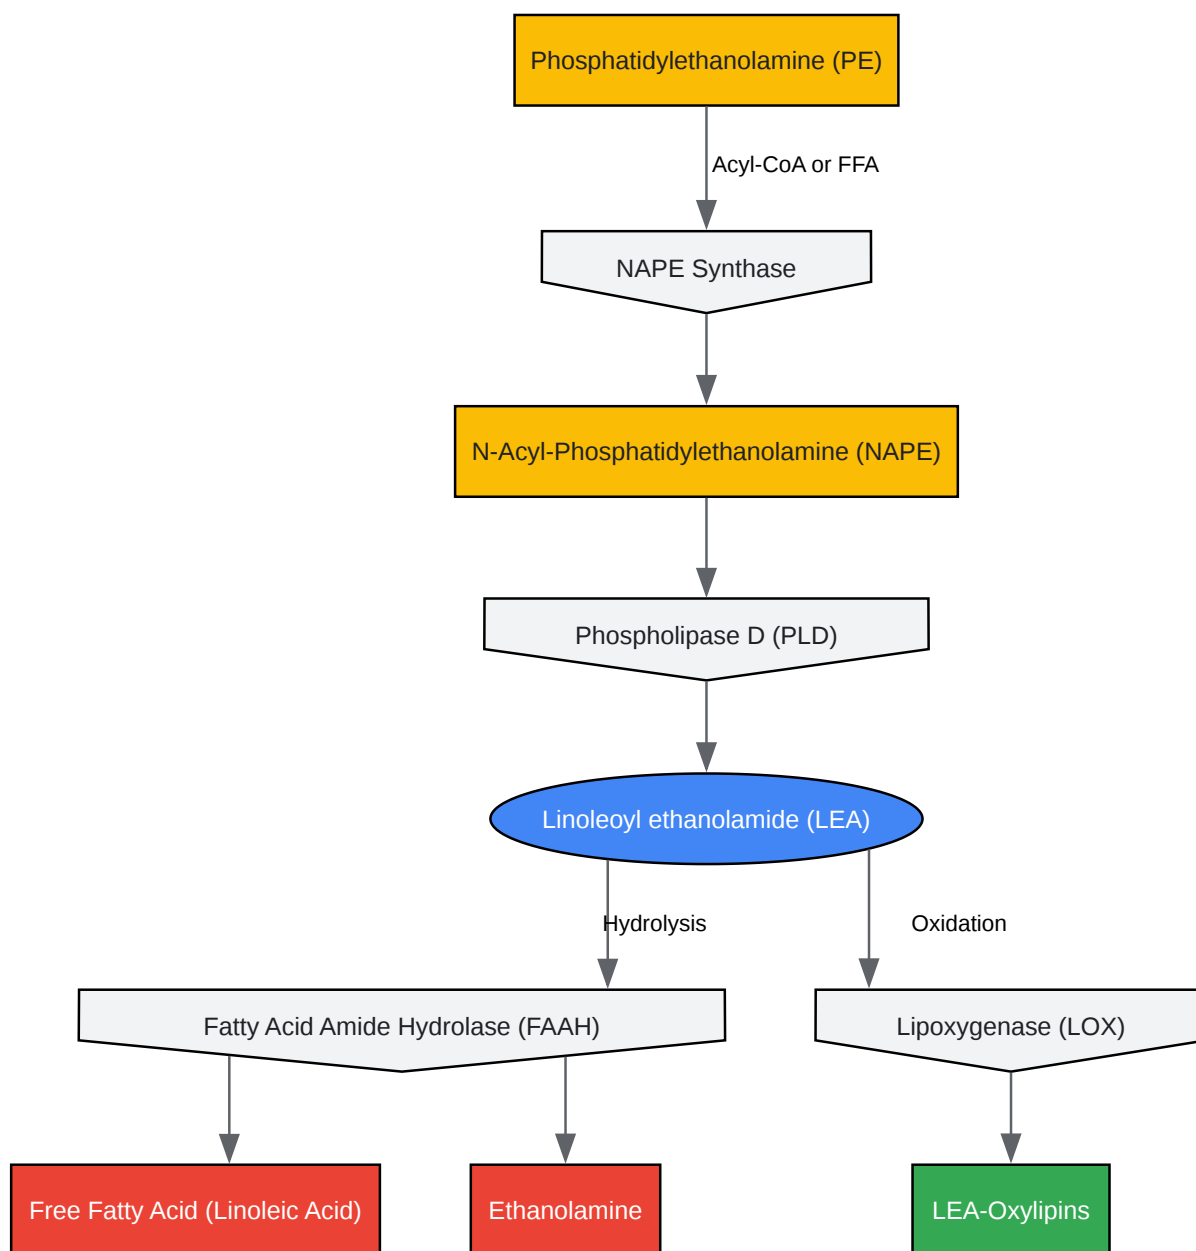 Phosphatidylethanolamine (PE)
Acyl-CoA or FFA
NAPE Synthase
N-Acyl-Phosphatidylethanolamine (NAPE)
Phospholipase D (PLD)
Linoleoyl ethanolamide (LEA)
Hydrolysis
Oxidation
Fatty Acid Amide Hydrolase (FAAH)
Lipoxygenase (LOX)
Free Fatty Acid (Linoleic Acid)
Ethanolamine
LEA-Oxylipins